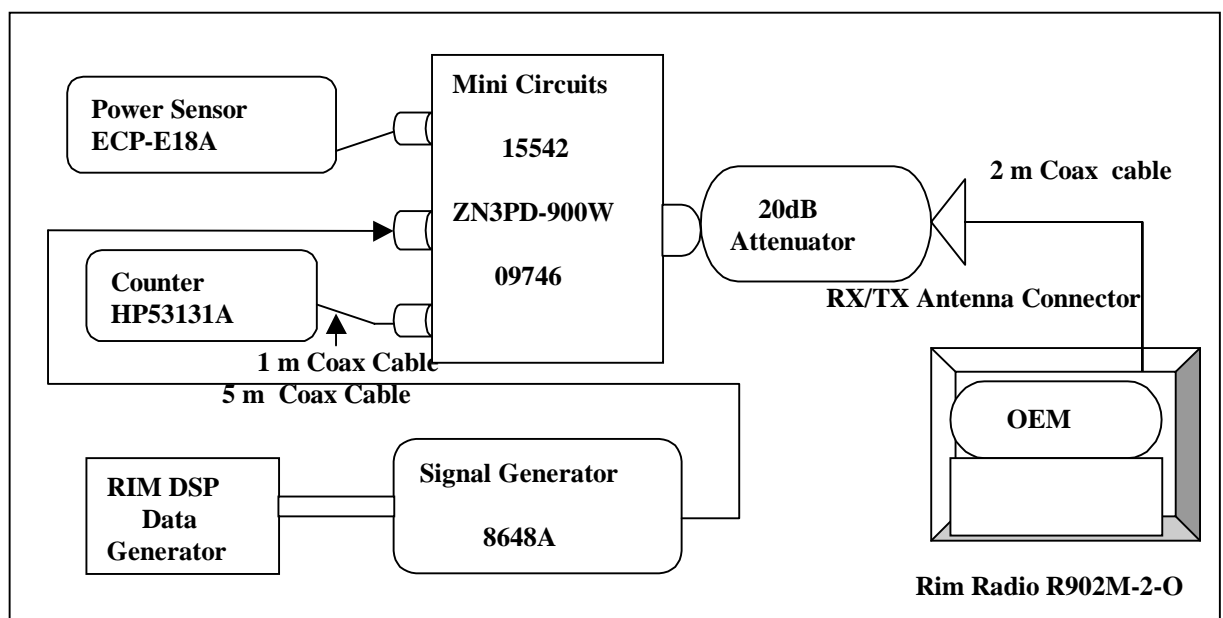 Power Sensor
ECP-E18A
Mini Circuits
15542
ZN3PD-900W
09746
20dB
Attenuator
2 m Coax cable
RX/TX Antenna Connector
Counter
HP53131A
1 m Coax Cable
5 m Coax Cable
RIM DSP
Data
Generator
Signal Generator
8648A
OEM
Rim Radio R902M-2-O